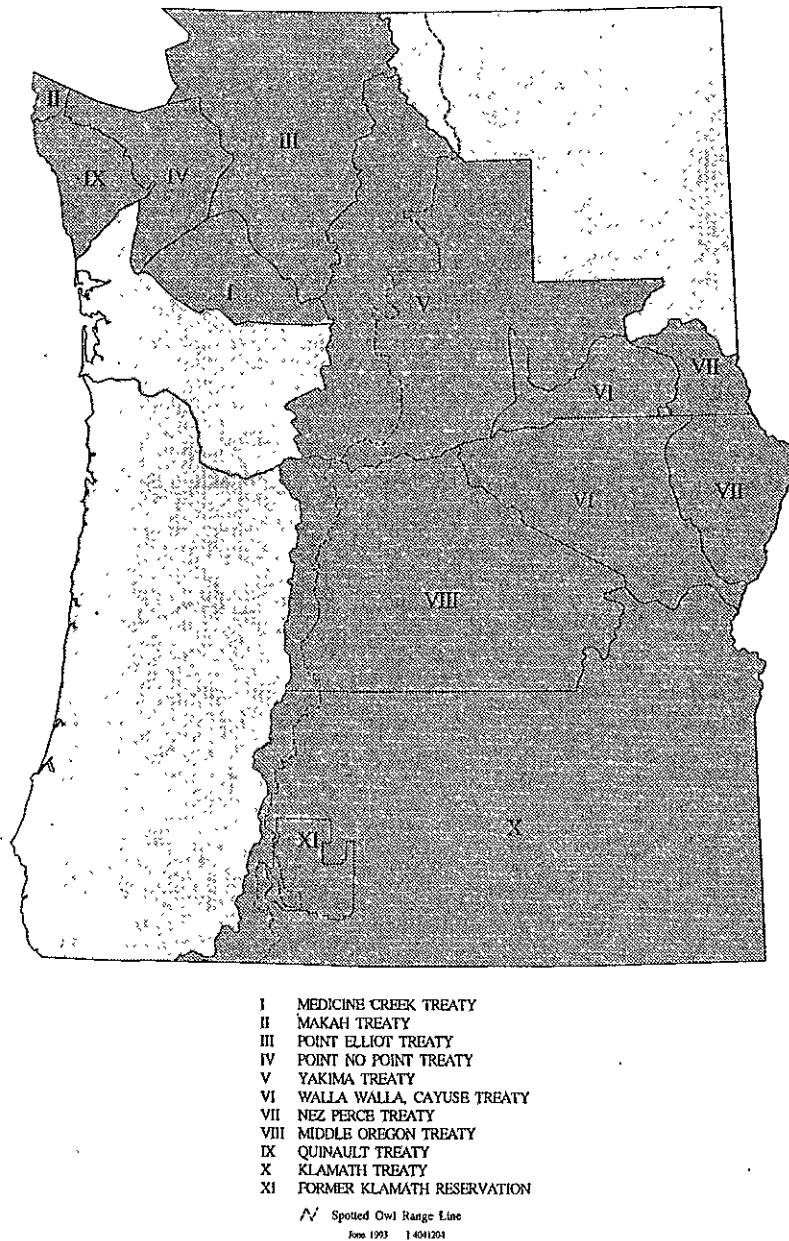 II
III
IX
IV
I
V
VII
VI
VI
VII
VIII
XI
X
I MEDICINE CREEK TREATY
II MAKAH TREATY
III POINT ELLIOT TREATY
IV POINT NO POINT TREATY
V YAKIMA TREATY
VI WALLA WALLA, CAYUSE TREATY
VII NEZ PERCE TREATY
VIII MIDDLE OREGON TREATY
IX QUINAULT TREATY
X KLAMATH TREATY
XI FORMER KLAMATH RESERVATION
Spotted Owl Range Line
June 1993 J 4041204